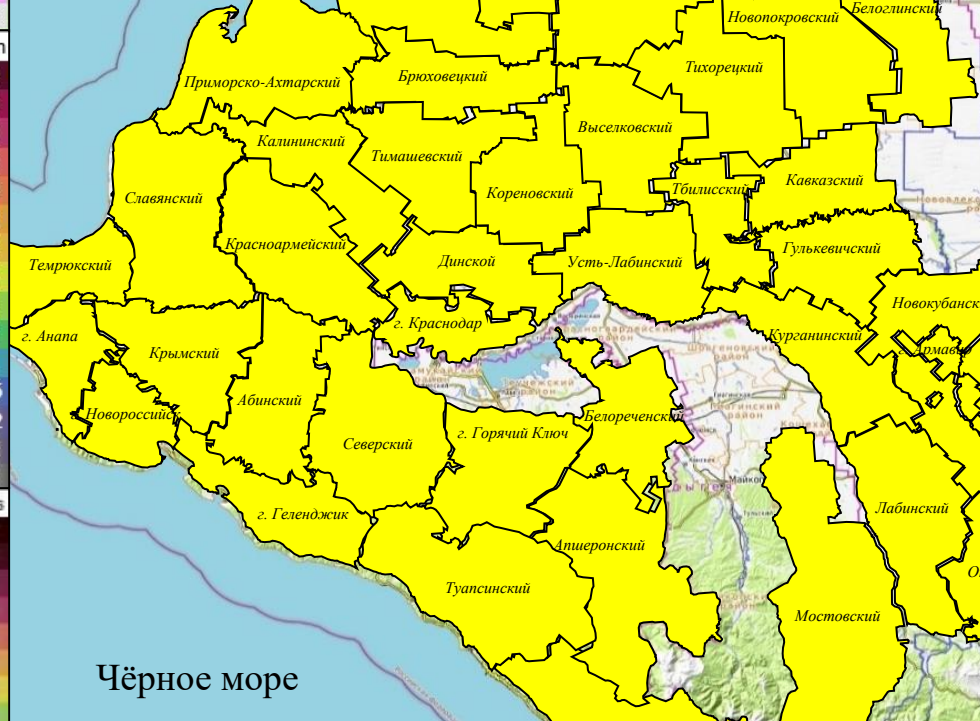 Новопокровский
Белоглинский
Тихорецкий
Приморско-Ахтарский
Брюховецкий
Выселковский
Калининский
Тимашевский
Кавказский
Тбилисский
Славянский
Кореновский
Красноармейский
Гулькевичский
Темрюкский
Динской
Усть-Лабинский
Новокубанск
г. Анапа
г. Краснодар
Курганинский
Крымский
г. Армави
Абинский
г. Новороссийск
Белореченский
г. Горячий Ключ
Северский
Майкоп
Лабинский
г. Геленджик
Апшеронский
Туапсинский
Мостовский
Чёрное море